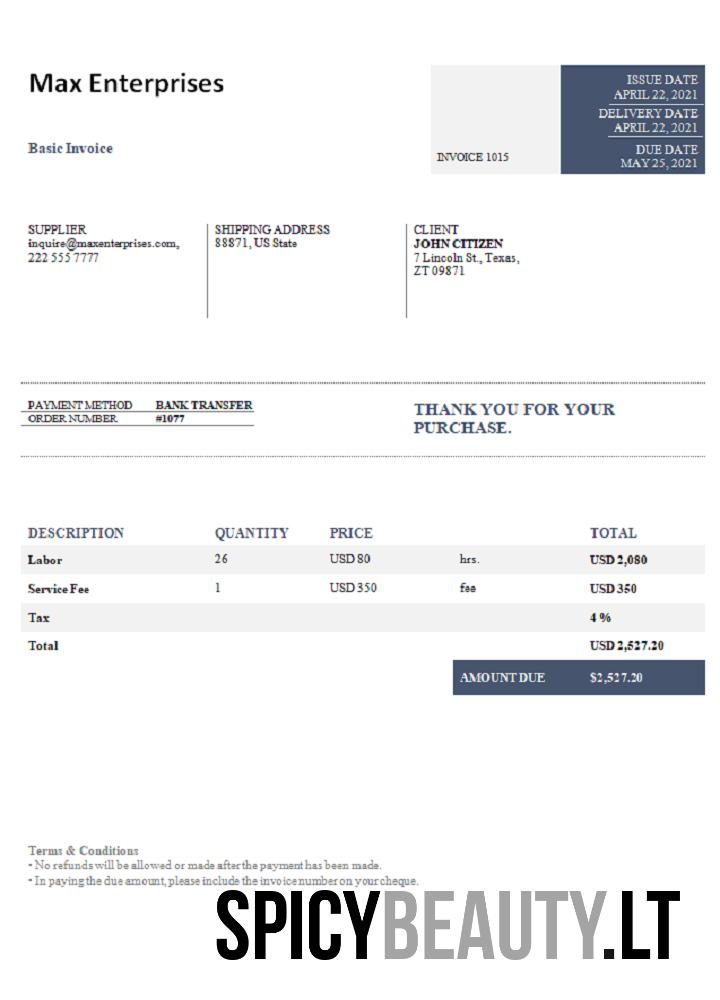 Max Enterprises
Basic Invoice
INVOICE 1015
ISSUE DATE
APRIL 22, 2021
DELIVERY DATE
APRIL 22, 2021
DUE DATE
MAY 25, 2021
SUPPLIER
inquire@maxenterprises.com,
222 555 7777
SHIPPING ADDRESS
88871, US State
CLIENT
JOHN CITIZEN
7 Lincoln St., Texas,
ZT 09871
PAYMENT METHOD BANK TRANSFER
ORDER NUMBER #1077
THANK YOU FOR YOUR
PURCHASE.
DESCRIPTION QUANTITY PRICE TOTAL
Labor 26 USD 80 hrs. USD 2,080
Service Fee 1 USD 350 fee USD 350
Tax 4 %
Total USD 2,527.20
AMOUNT DUE $2,527.20
Terms & Conditions
• No refunds will be allowed or made after the payment has been made.
• In paying the due amount, please include the invoice number on your cheque.
SPICYBEAUTY.LT